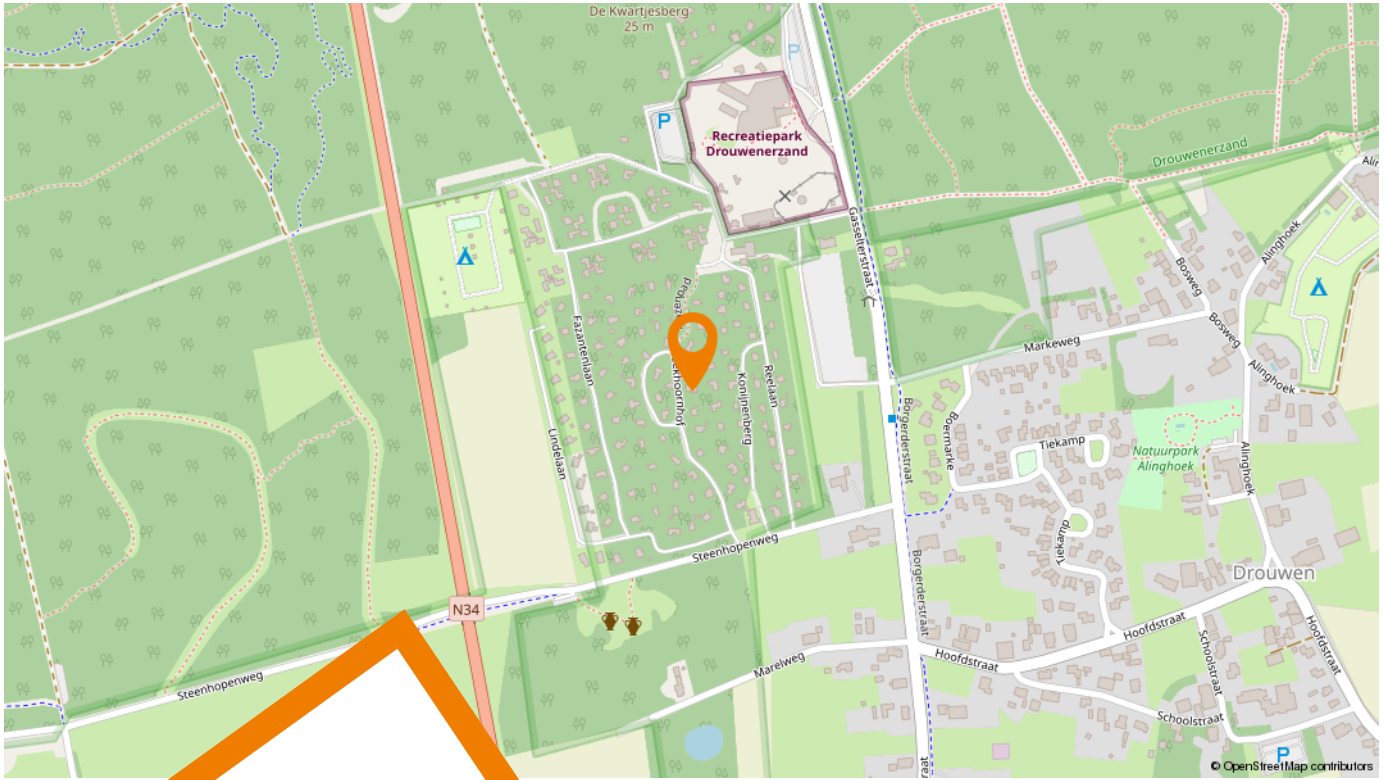 De Kwartjesberg
25 m
P
P
Recreatiepark
Drouwenerzand
Drouwenerzand
Gasselterstraat
Alinghoek
Bosweg
Bosweg
Markeweg
Alinghoek
Fazantenlaan
Konijnenberg
Reelaan
Lindelaan
Borgerderstraat
Boermarke
Tiekamp
Natuurpark
Alinghoek
Alinghoek
Tiekamp
Steenhopenweg
Borgerderstraat
Drouwen
N34
Hoofdstraat
Hoofdstraat
Hoofdstraat
Schoolstraat
Marelweg
Steenhopenweg
Schoolstraat
P
© OpenStreetMap contributors